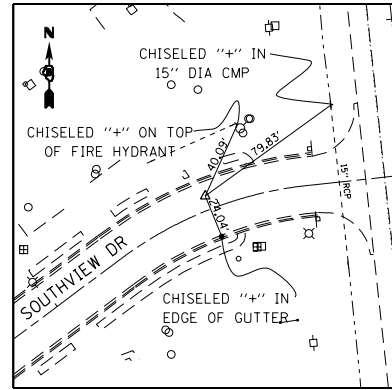 N
CHISELED "+" IN
15" DIA CMP
CHISELED "+" ON TOP
OF FIRE HYDRANT
40.09'
79.83'
15" RCP
24.04'
SOUTHVIEW DR
CHISELED "+" IN
EDGE OF GUTTER